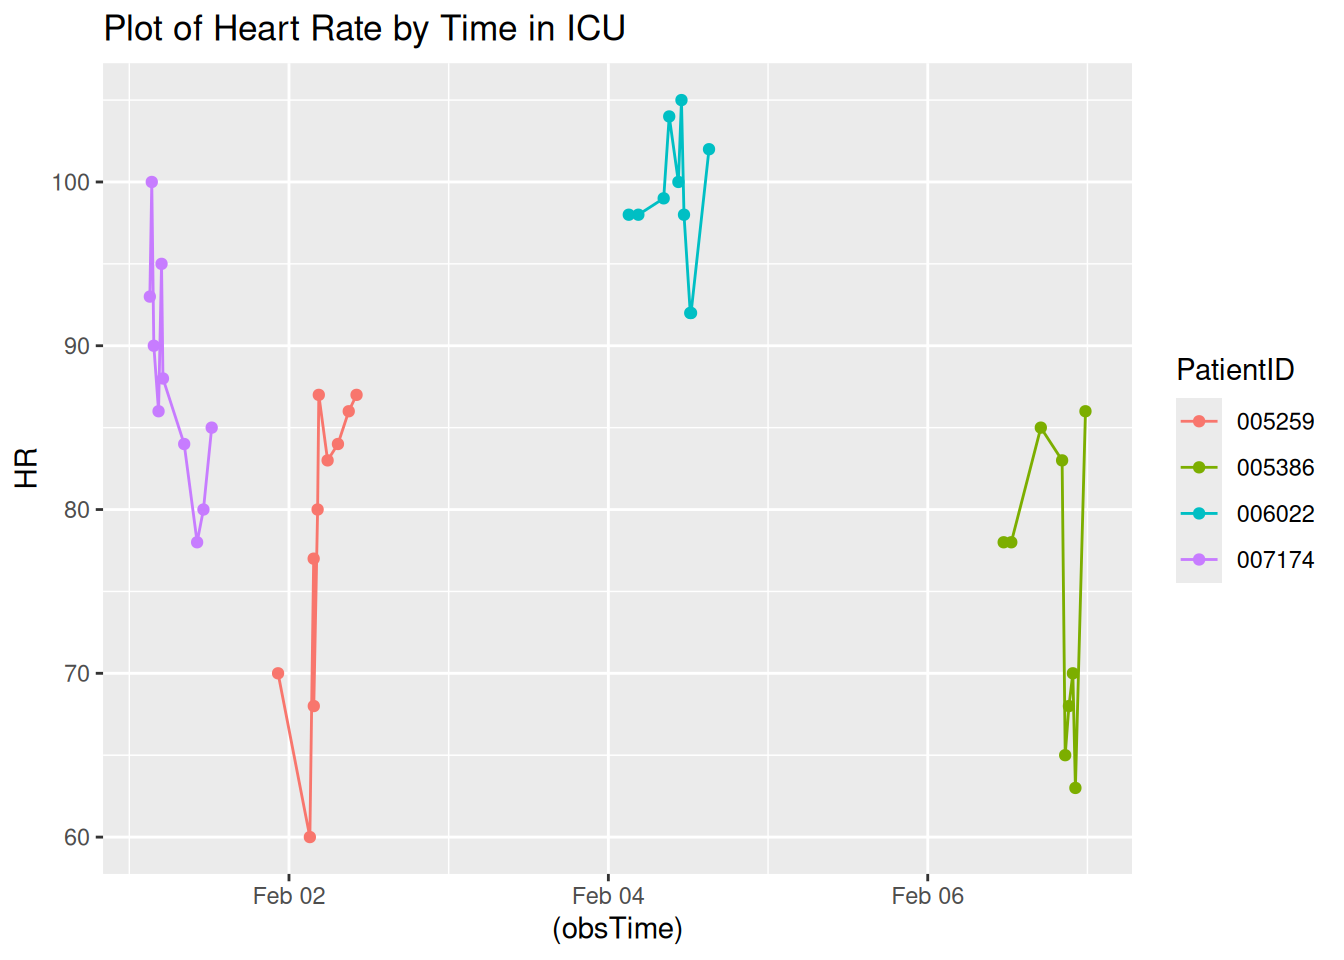 Plot of Heart Rate by Time in ICU
HR
100
90
80
70
60
Feb 02
Feb 04
Feb 06
(obsTime)
PatientID
005259
005386
006022
007174